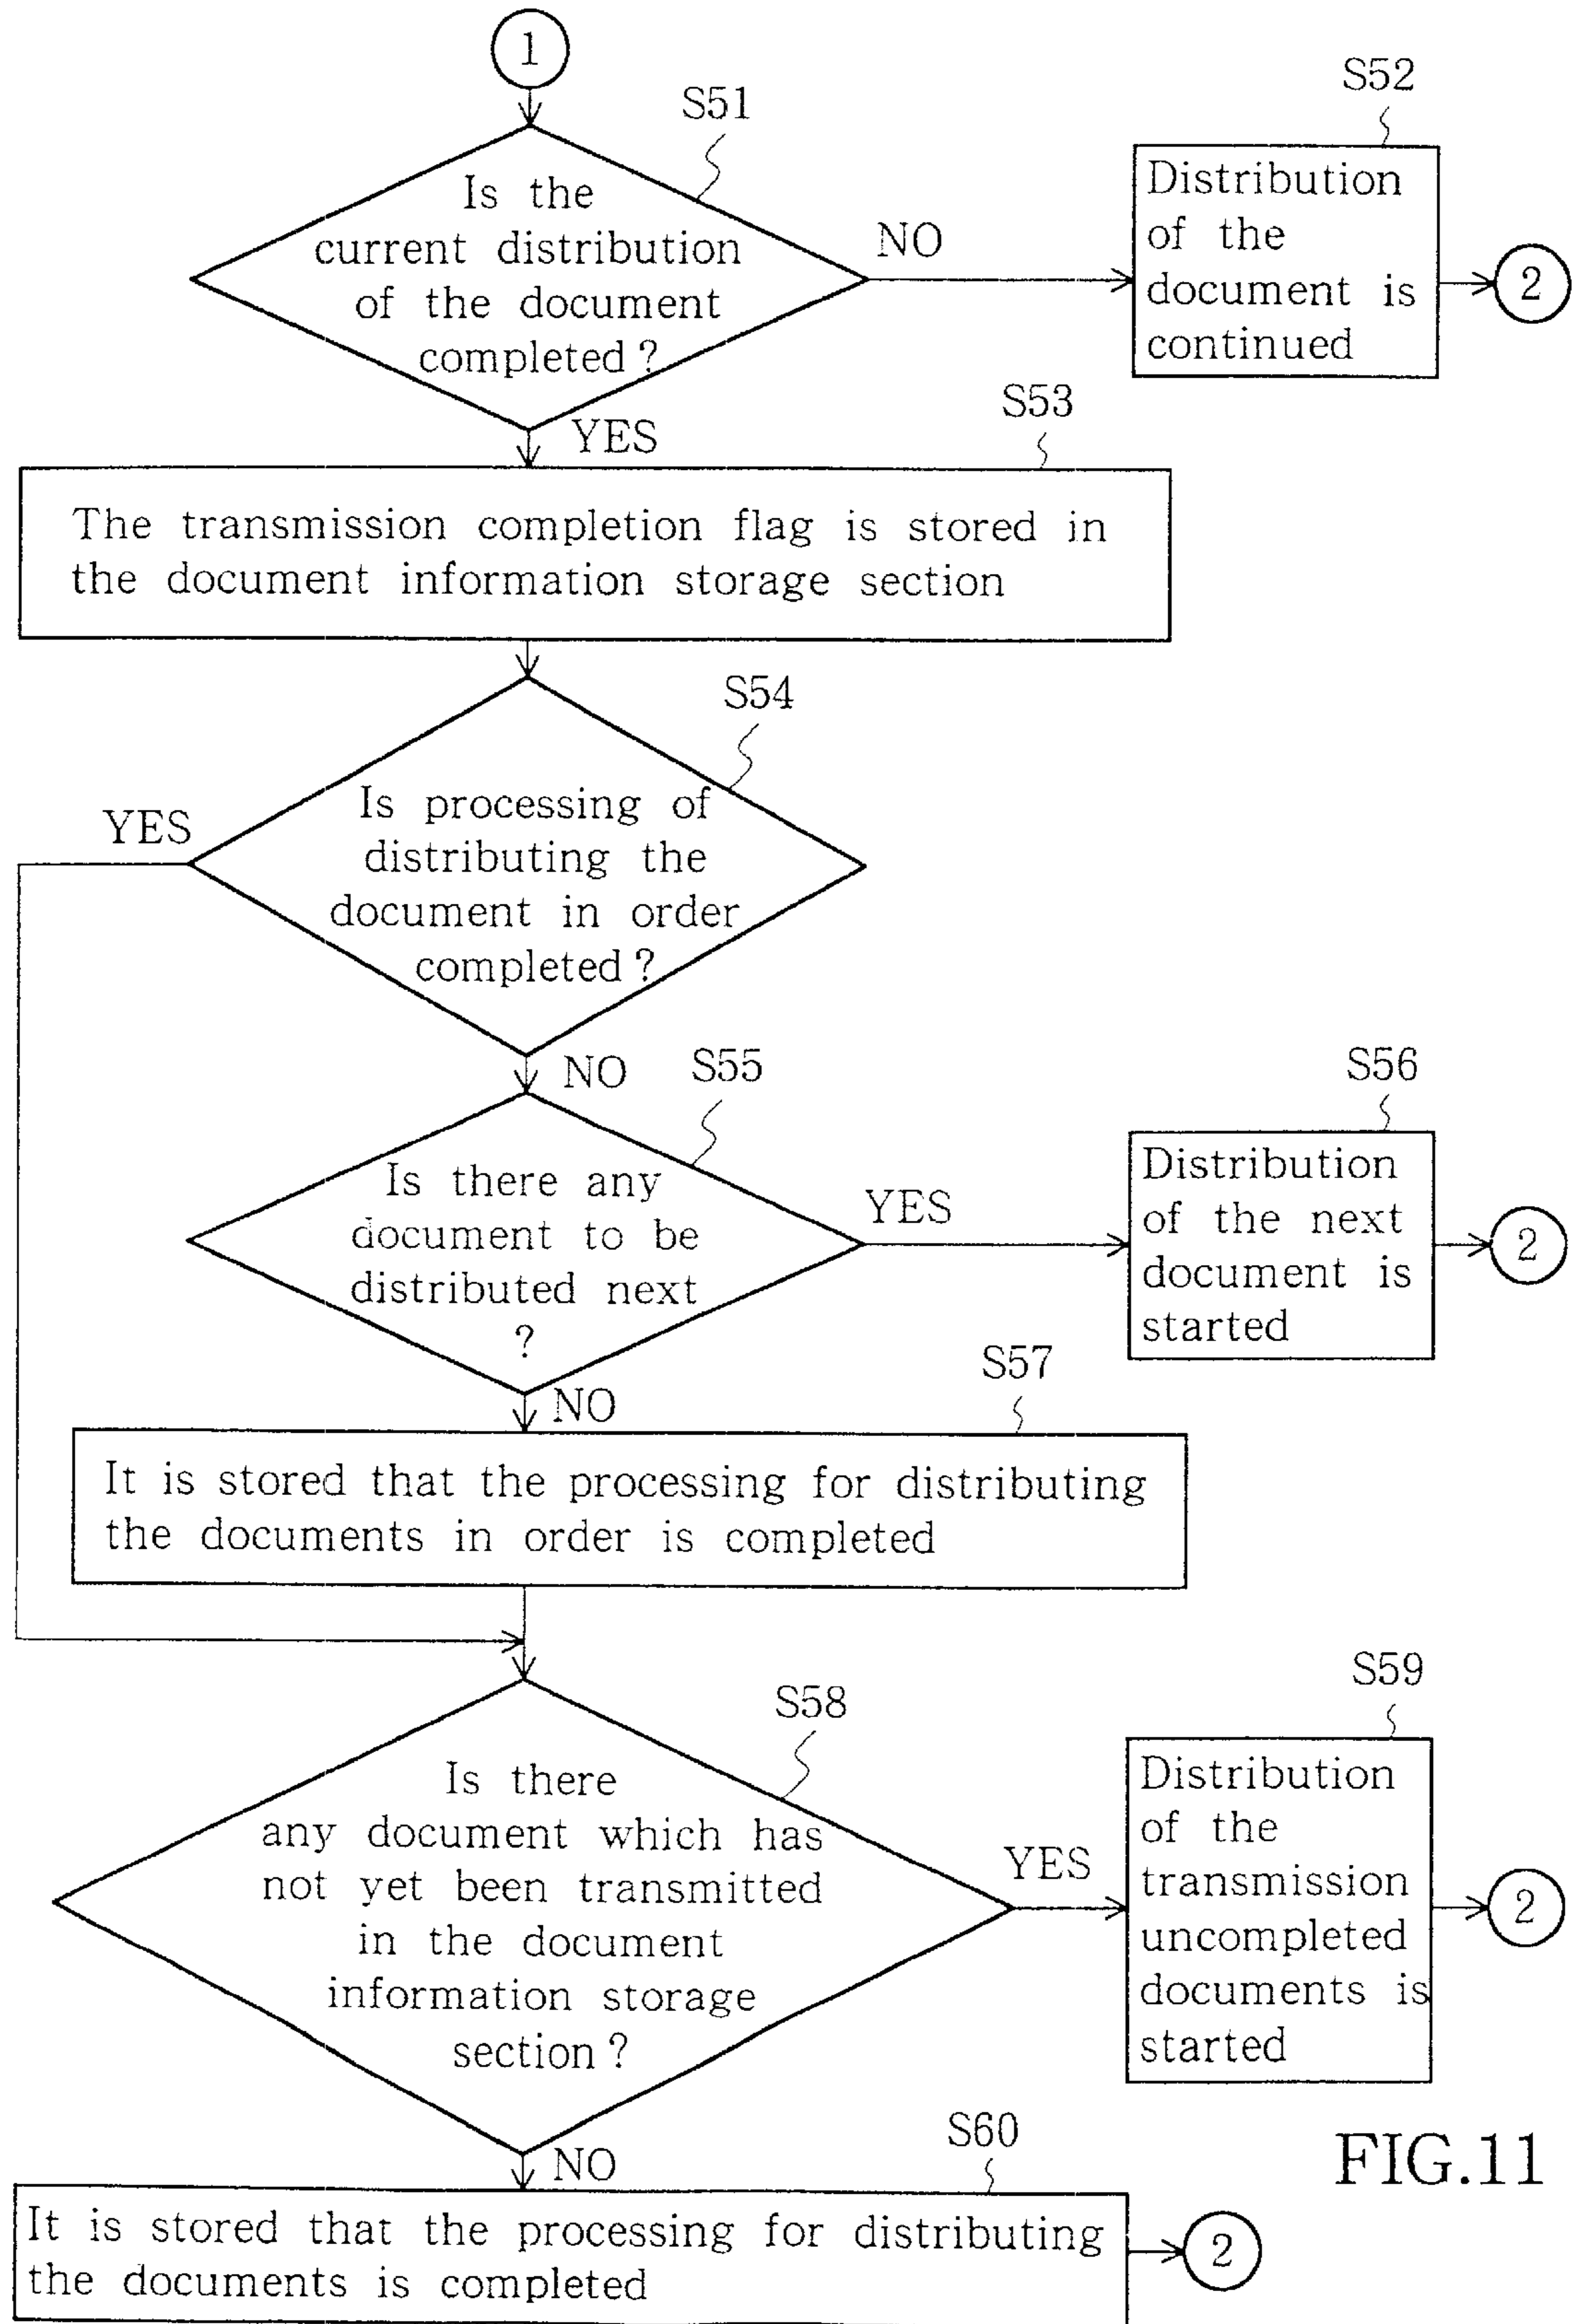 1
S51
Is the
current distribution
of the document
completed?
NO
S52
Distribution
of the
document is
continued
2
YES
S53
The transmission completion flag is stored in
the document information storage section
S54
Is processing of
distributing the
document in order
completed?
YES
NO
S55
Is there any
document to be
distributed next
?
YES
S56
Distribution
of the next
document is
started
2
NO
S57
It is stored that the processing for distributing
the documents in order is completed
S58
Is there
any document which has
not yet been transmitted
in the document
information storage
section?
YES
S59
Distribution
of the
transmission
uncompleted
documents is
started
2
NO
S60
It is stored that the processing for distributing
the documents is completed
2
FIG.11